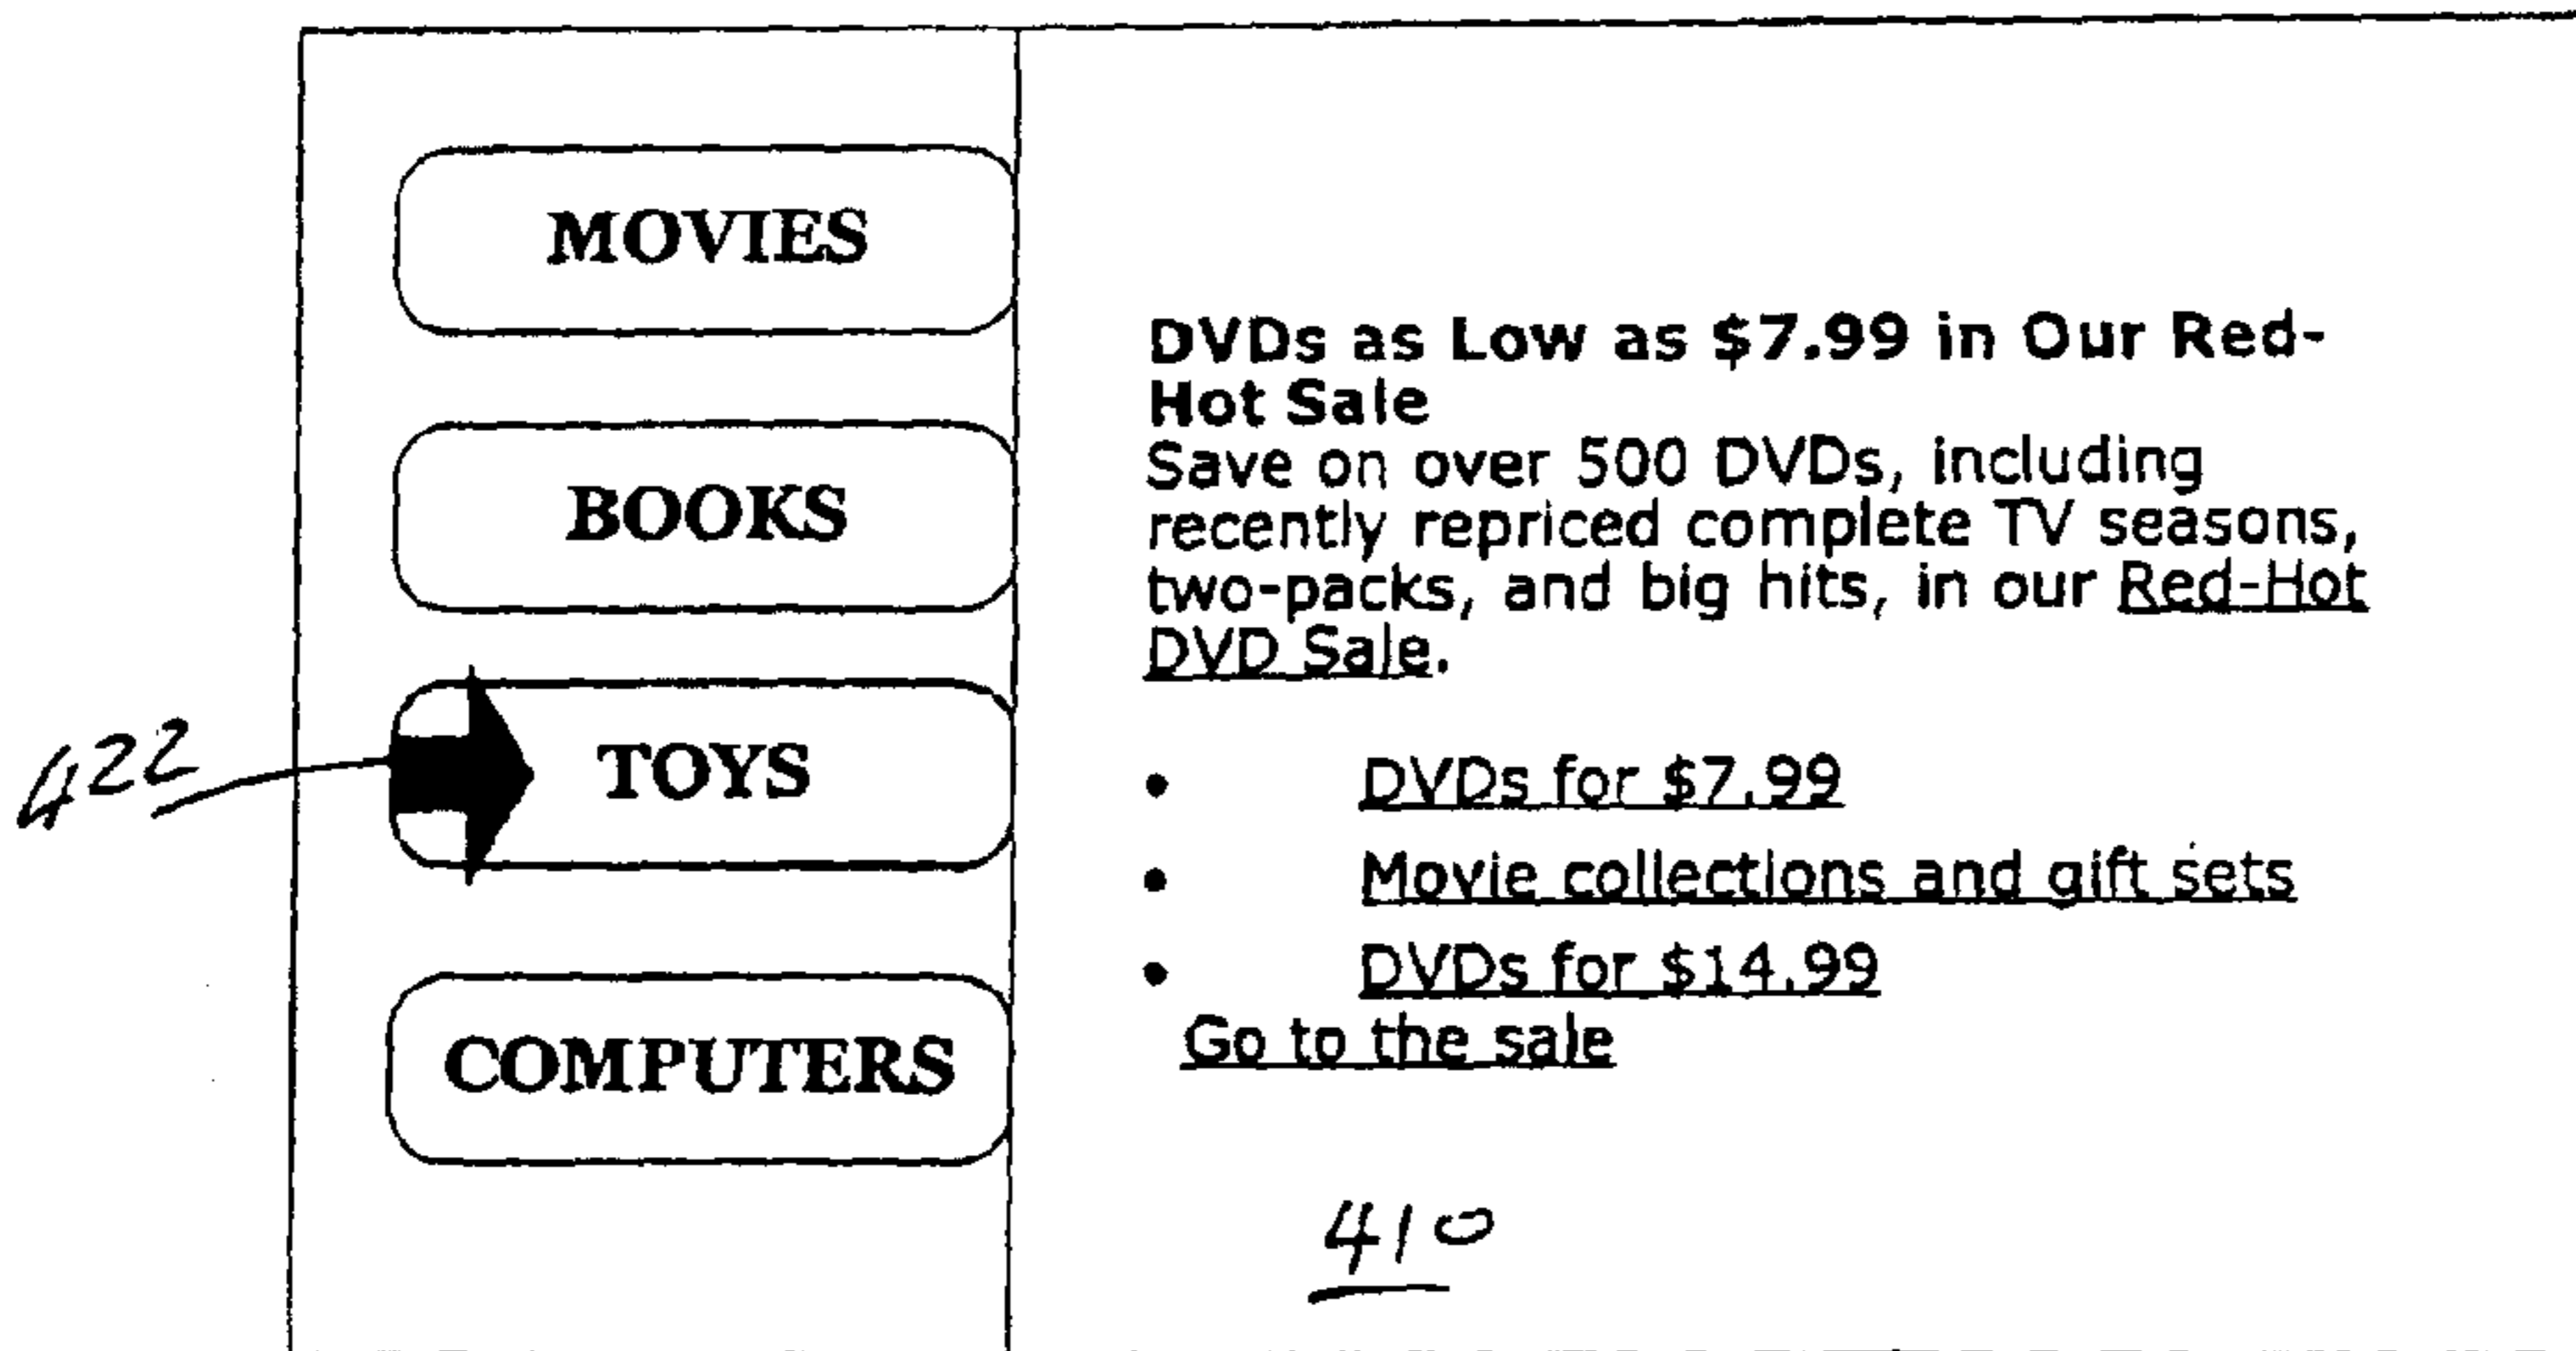 MOVIES
BOOKS
TOYS
COMPUTERS
422
DVDs as Low as $7.99 in Our Red-
Hot Sale
Save on over 500 DVDs, including
recently repriced complete TV seasons,
two-packs, and big hits, in our Red-Hot
DVD Sale.
• DVDs for $7.99
• Movie collections and gift sets
• DVDs for $14.99
Go to the sale
410